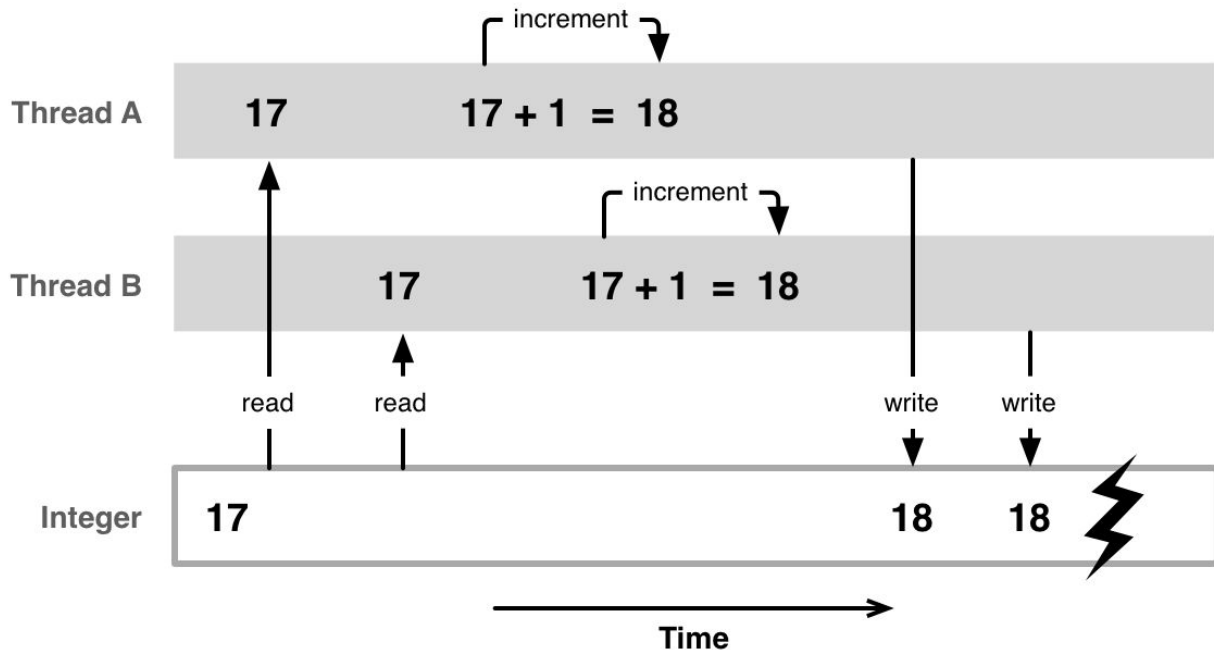 increment
Thread A 17 17 + 1 = 18
increment
Thread B 17 17 + 1 = 18
read read write write
Integer 17 18 18
Time